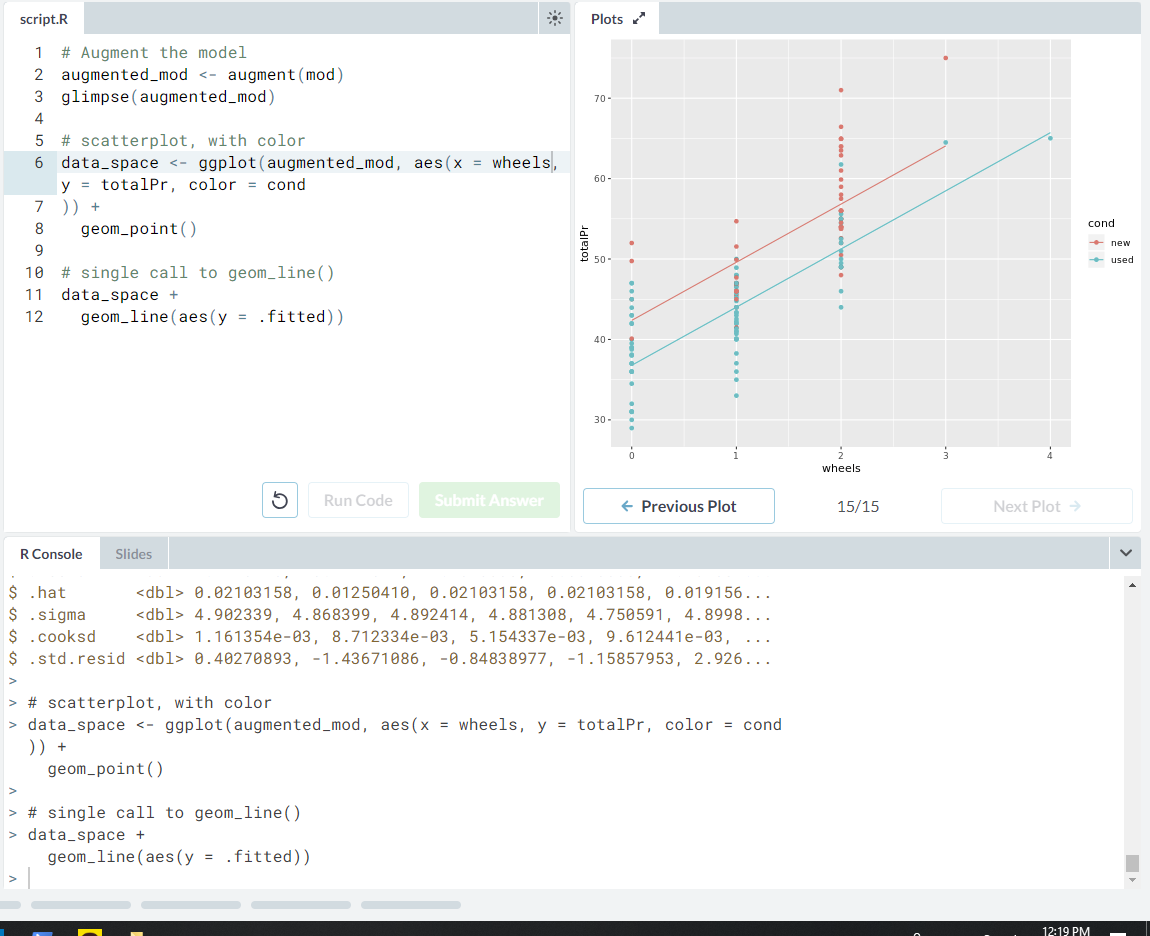 script.R
1 # Augment the model
2 augmented_mod <- augment(mod)
3 glimpse(augmented_mod)
4
5 # scatterplot, with color
6 data_space <- ggplot(augmented_mod, aes(x = wheels,
y = totalPr, color = cond
7 )) +
8 geom_point()
9
10 # single call to geom_line()
11 data_space +
12 geom_line(aes(y = .fitted))
Run Code
Submit Answer
Plots
70
60
50
40
30
totalPr
0 1 2 3 4
wheels
cond
new
used
← Previous Plot
15/15
Next Plot →
R Console
Slides
$ .hat <dbl> 0.02103158, 0.01250410, 0.02103158, 0.02103158, 0.019156...
$ .sigma <dbl> 4.902339, 4.868399, 4.892414, 4.881308, 4.750591, 4.8998...
$ .cooksd <dbl> 1.161354e-03, 8.712334e-03, 5.154337e-03, 9.612441e-03, ...
$ .std.resid <dbl> 0.40270893, -1.43671086, -0.84838977, -1.15857953, 2.926...
>
> # scatterplot, with color
> data_space <- ggplot(augmented_mod, aes(x = wheels, y = totalPr, color = cond
)) +
geom_point()
>
> # single call to geom_line()
> data_space +
geom_line(aes(y = .fitted))
>
12:19 PM